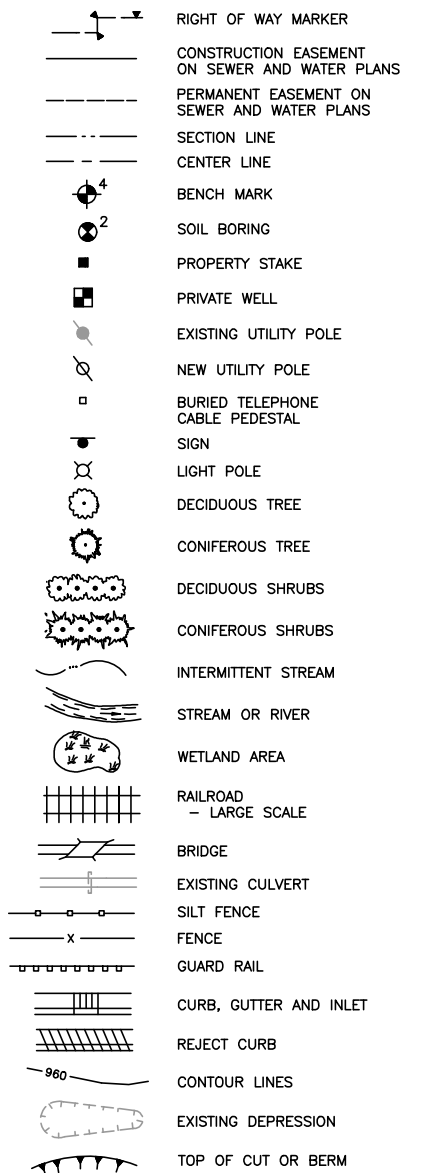 RIGHT OF WAY MARKER
CONSTRUCTION EASEMENT
ON SEWER AND WATER PLANS
PERMANENT EASEMENT ON
SEWER AND WATER PLANS
SECTION LINE
CENTER LINE
4
BENCH MARK
2
SOIL BORING
PROPERTY STAKE
PRIVATE WELL
EXISTING UTILITY POLE
NEW UTILITY POLE
BURIED TELEPHONE
CABLE PEDESTAL
SIGN
LIGHT POLE
DECIDUOUS TREE
CONIFEROUS TREE
DECIDUOUS SHRUBS
CONIFEROUS SHRUBS
INTERMITTENT STREAM
STREAM OR RIVER
WETLAND AREA
RAILROAD
– LARGE SCALE
BRIDGE
EXISTING CULVERT
SILT FENCE
X
FENCE
GUARD RAIL
CURB, GUTTER AND INLET
REJECT CURB
960
CONTOUR LINES
EXISTING DEPRESSION
TOP OF CUT OR BERM